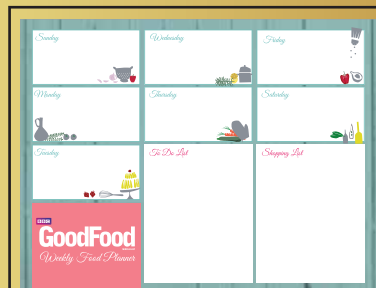 Sunday
Wednesday
Friday
Monday
Thursday
Saturday
Tuesday
To Do List
Shopping List
BBC
GoodFood
Weekly Food Planner